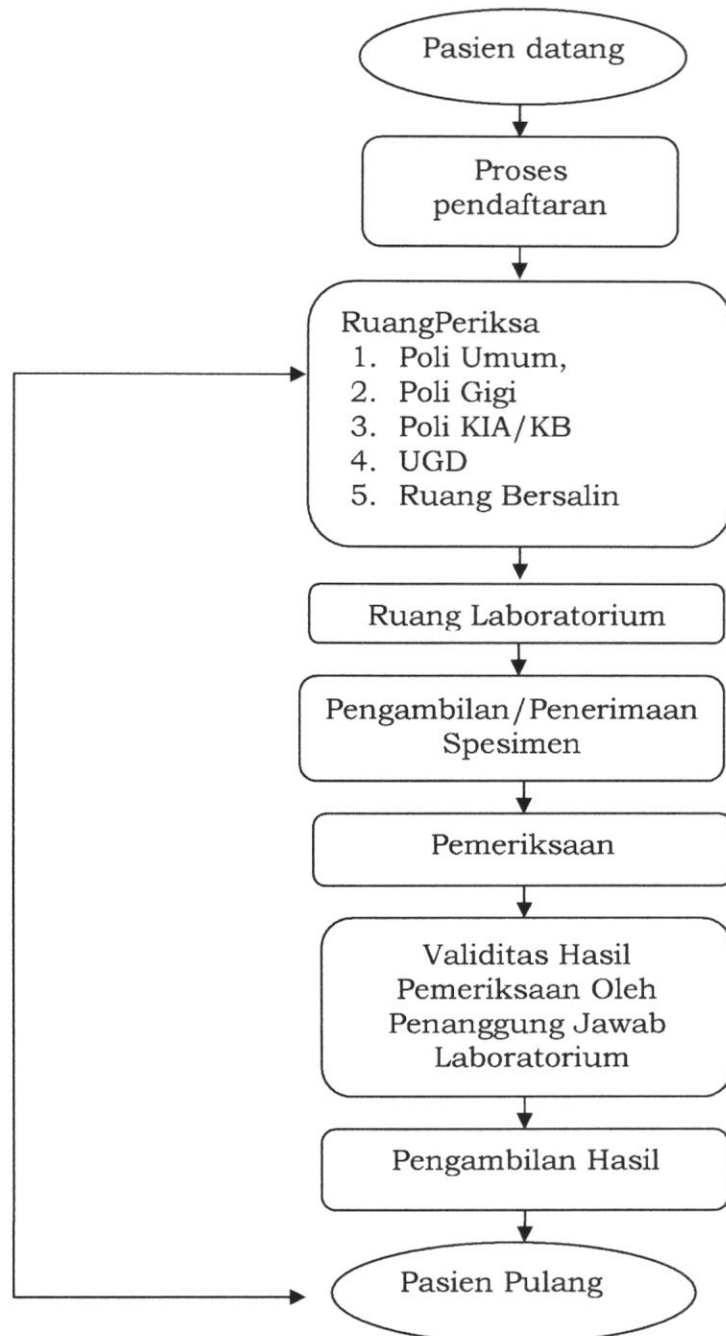 Pasien datang
Proses
pendaftaran
RuangPeriksa
1. Poli Umum,
2. Poli Gigi
3. Poli KIA/KB
4. UGD
5. Ruang Bersalin
Ruang Laboratorium
Pengambilan/Penerimaan
Spesimen
Pemeriksaan
Validitas Hasil
Pemeriksaan Oleh
Penanggung Jawab
Laboratorium
Pengambilan Hasil
Pasien Pulang